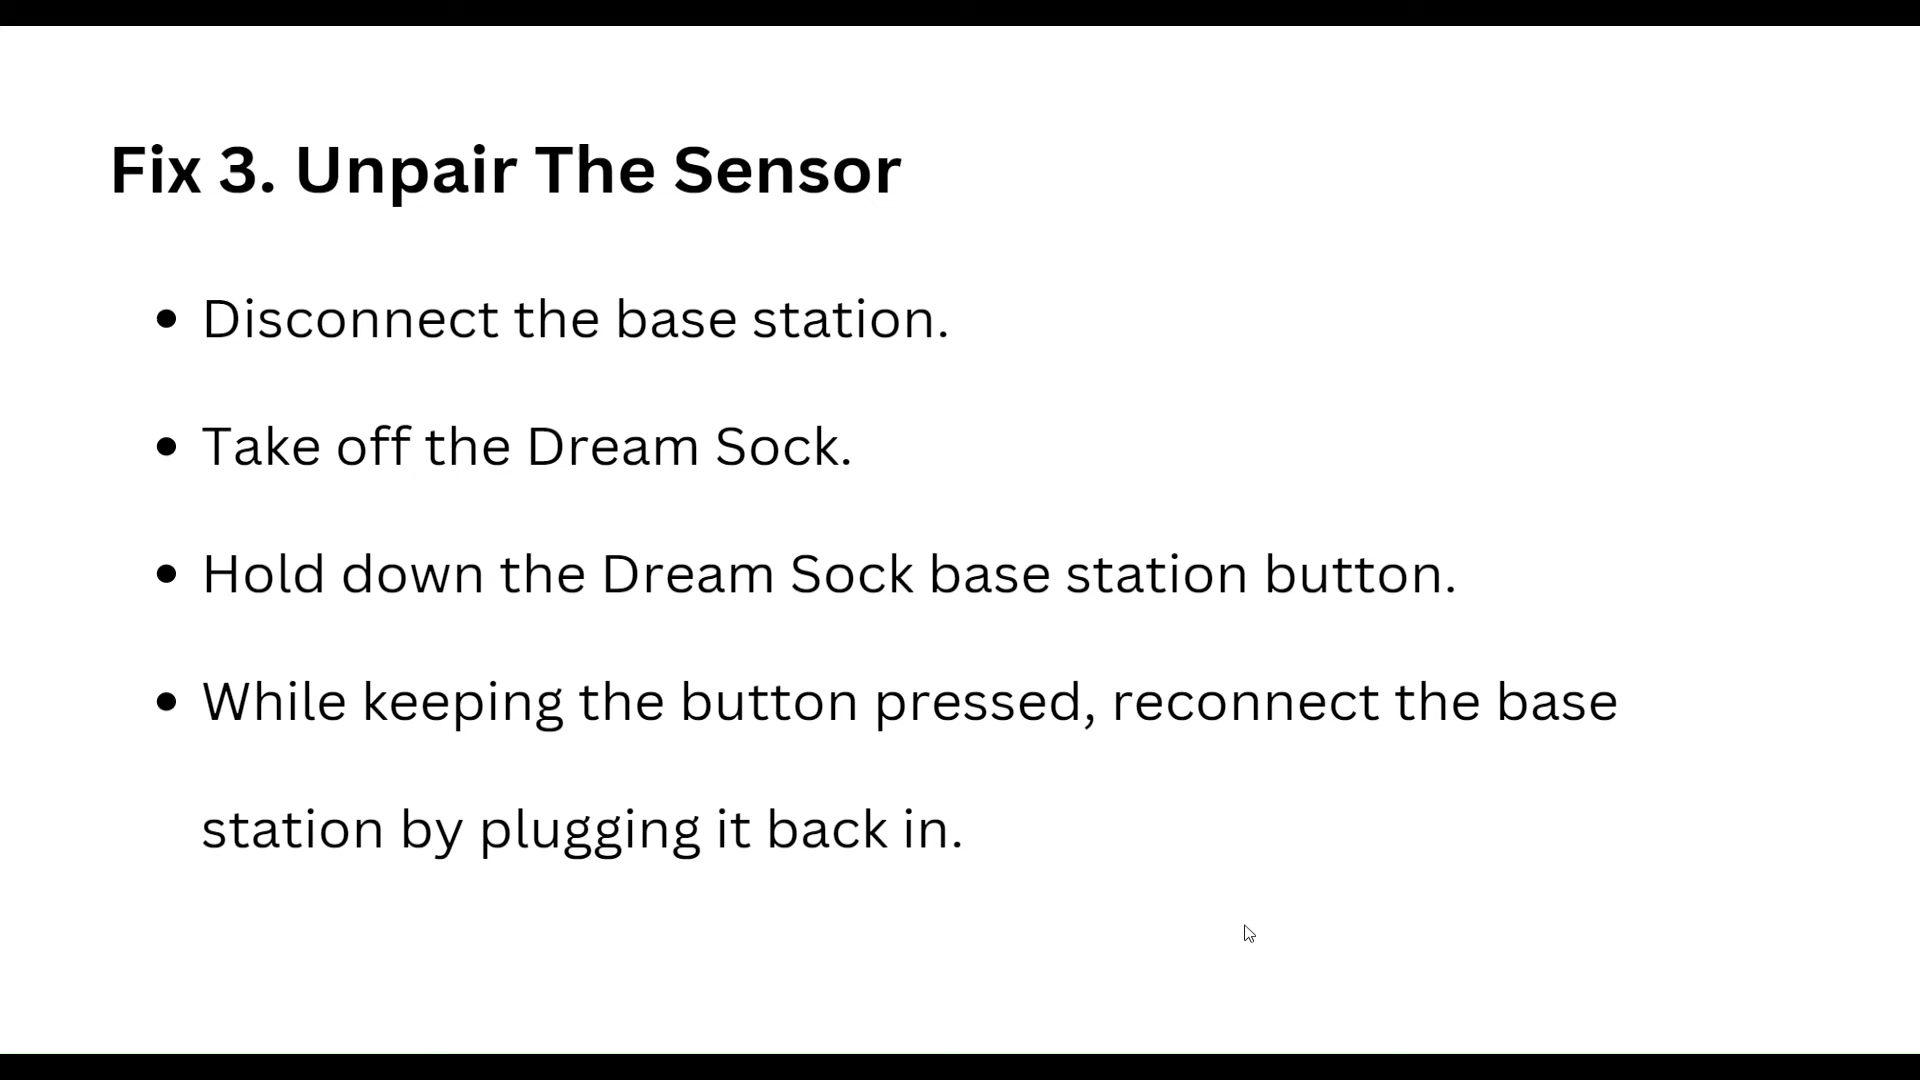 Fix 3. Unpair The Sensor
• Disconnect the base station.
• Take off the Dream Sock.
• Hold down the Dream Sock base station button.
• While keeping the button pressed, reconnect the base
station by plugging it back in.